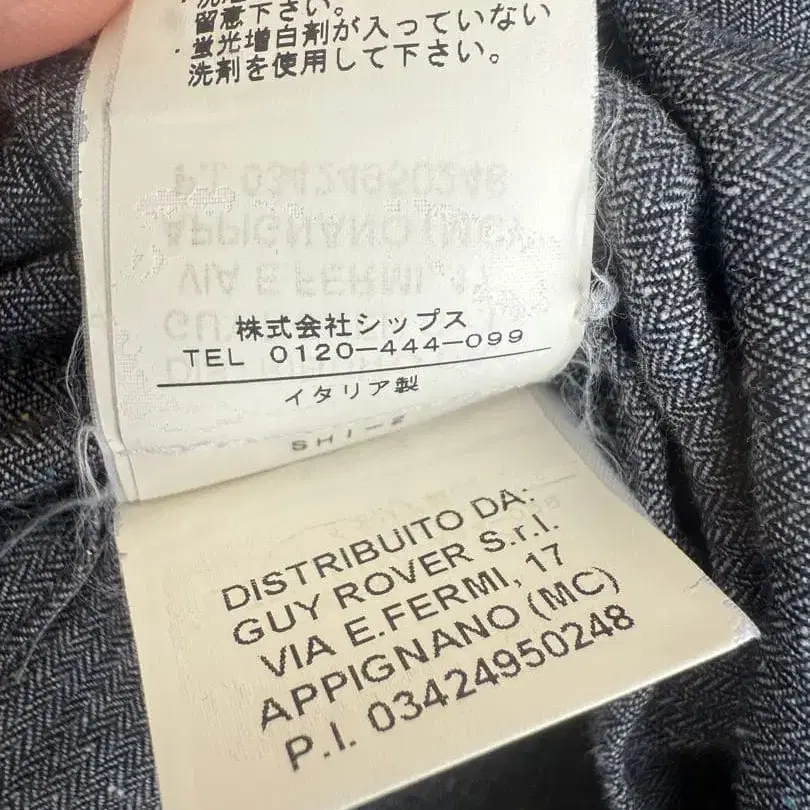 留意下さい。
・蛍光増白剤が入っていない
洗剤を使用して下さい。
株式会社シップス
TEL 0120-444-099
イタリア製
DISTRIBUITO DA:
GUY ROVER S.r.l.
VIA E.FERMI, 17
APPIGNANO (MC)
P.I. 03424950248